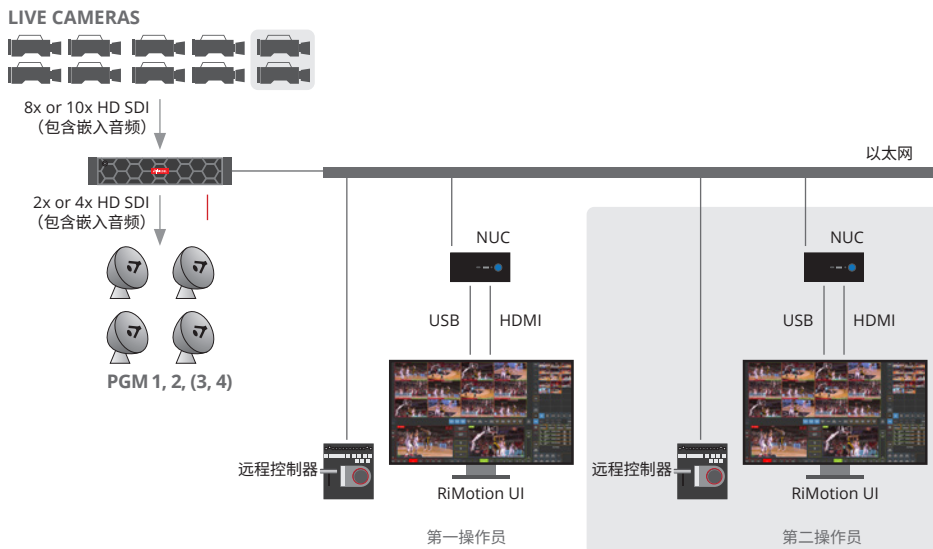 LIVE CAMERAS
8x or 10x HD SDI
（包含嵌入音频）
以太网
2x or 4x HD SDI
（包含嵌入音频）
PGM 1, 2, (3, 4)
NUC
USB
HDMI
远程控制器
RiMotion UI
第一操作员
NUC
USB
HDMI
远程控制器
RiMotion UI
第二操作员